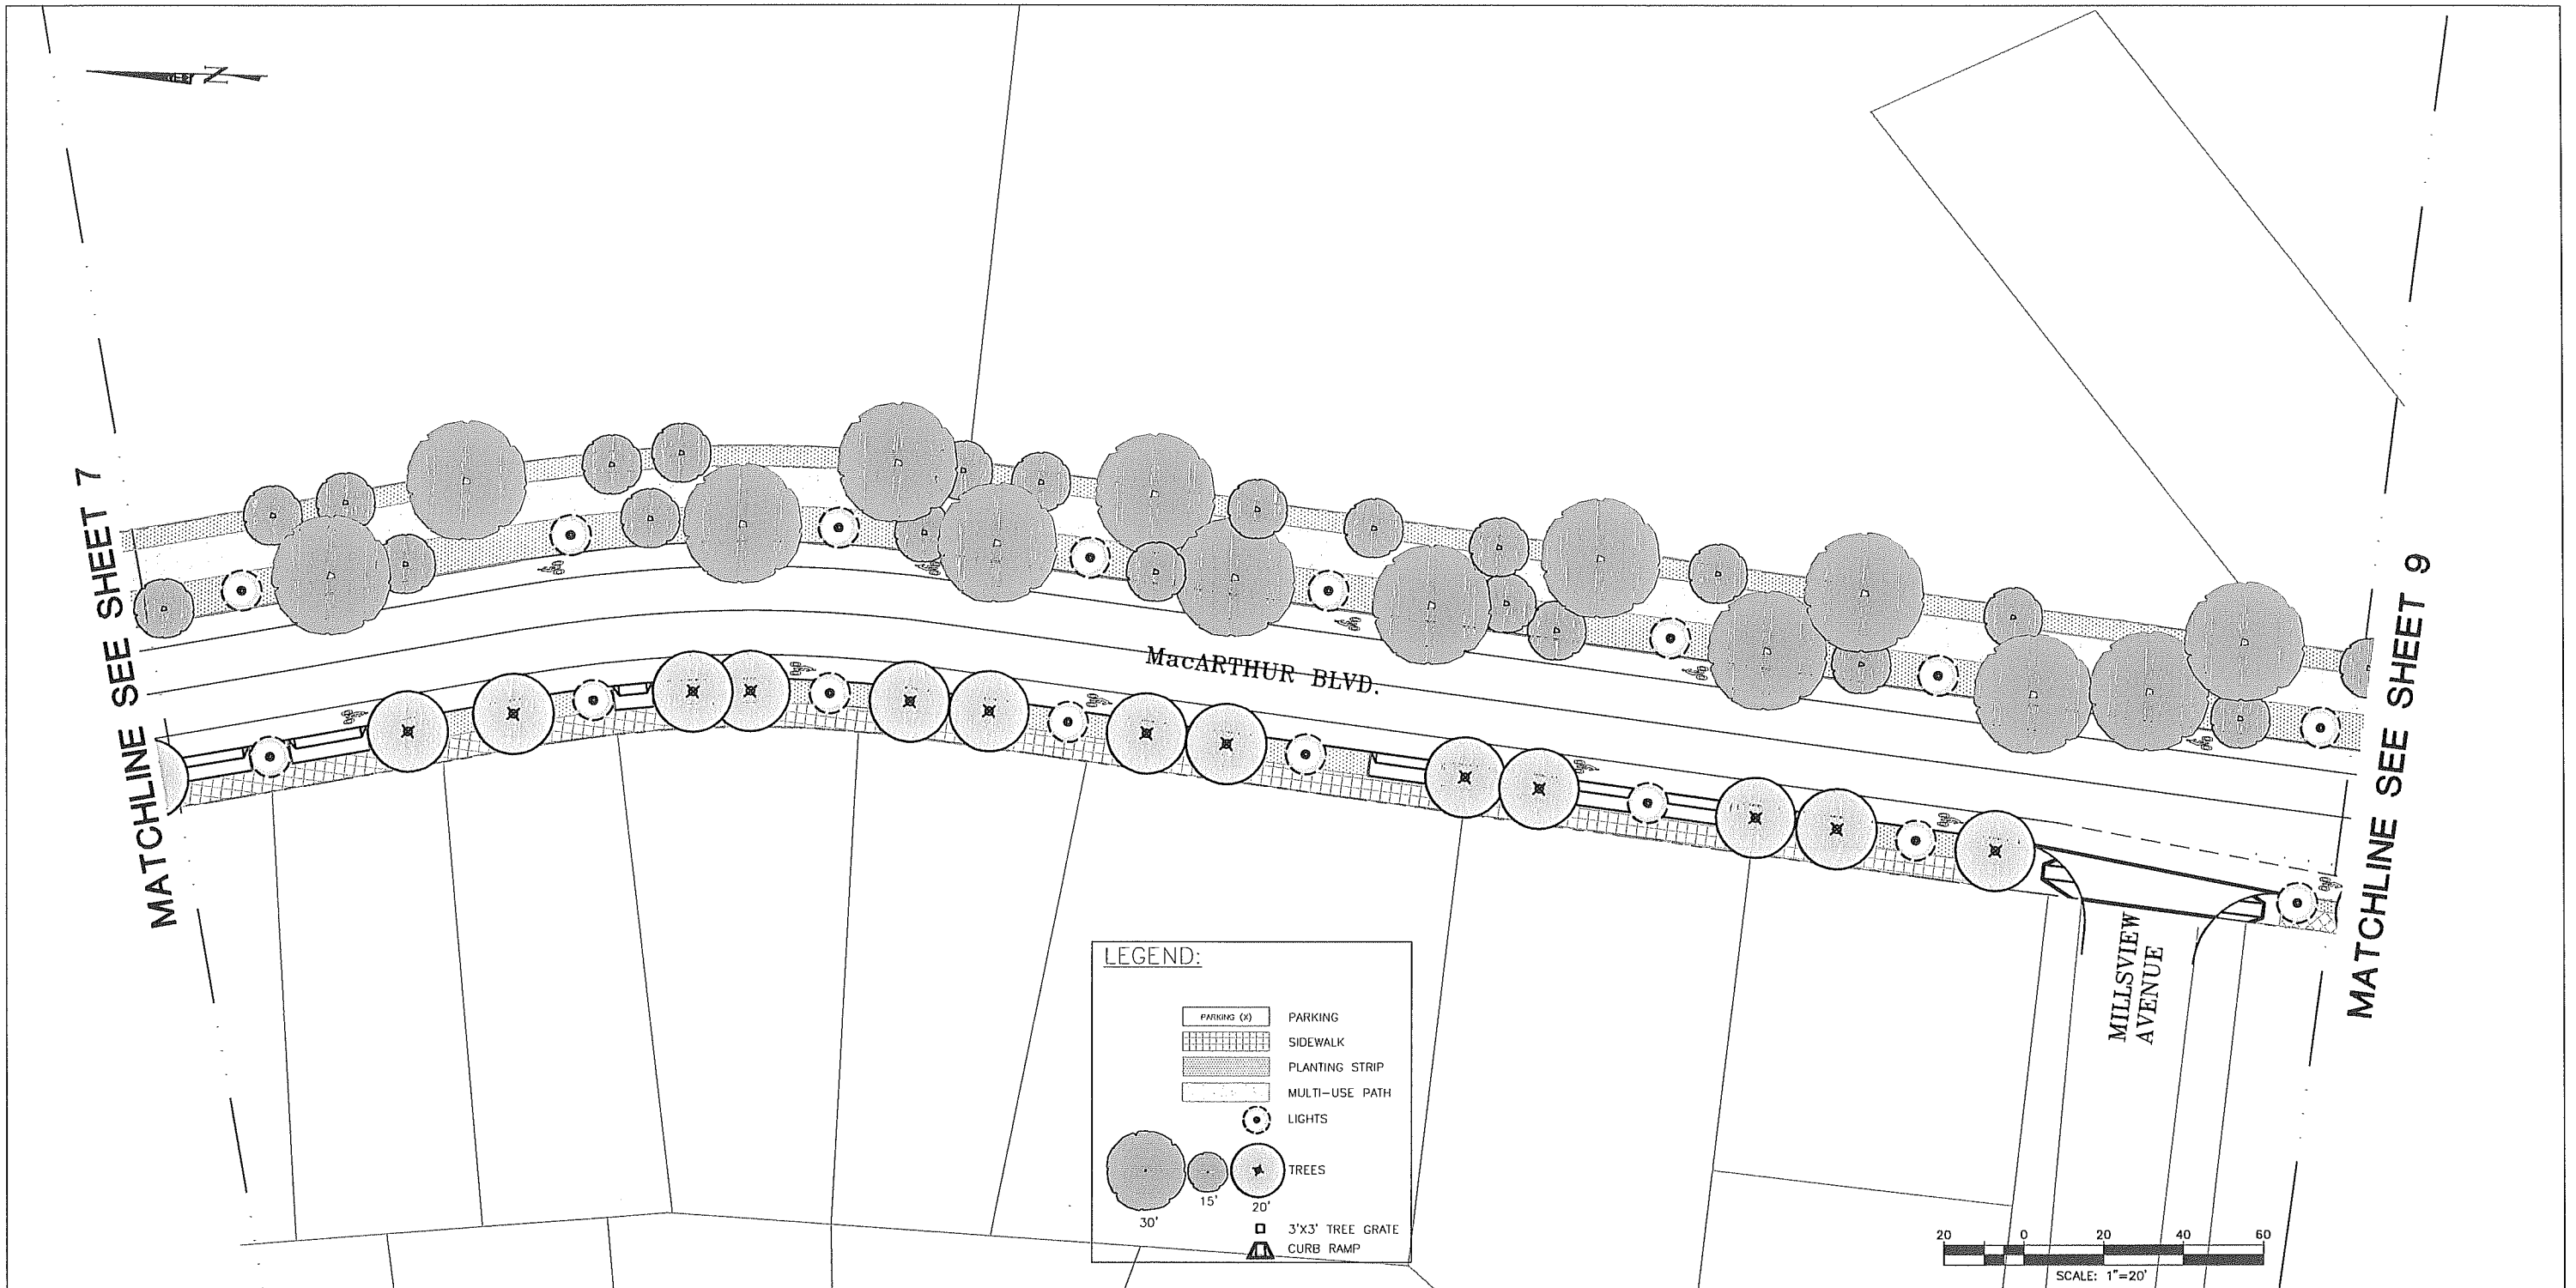 N
MATCHLINE SEE SHEET 7
MacARTHUR BLVD.
MATCHLINE SEE SHEET 9
MILLSVIEW
AVENUE
LEGEND:
PARKING (X) PARKING
SIDEWALK
PLANTING STRIP
MULTI-USE PATH
LIGHTS
TREES
30' 15' 20'
3'X3' TREE GRATE
CURB RAMP
20 0 20 40 60
SCALE: 1"=20'